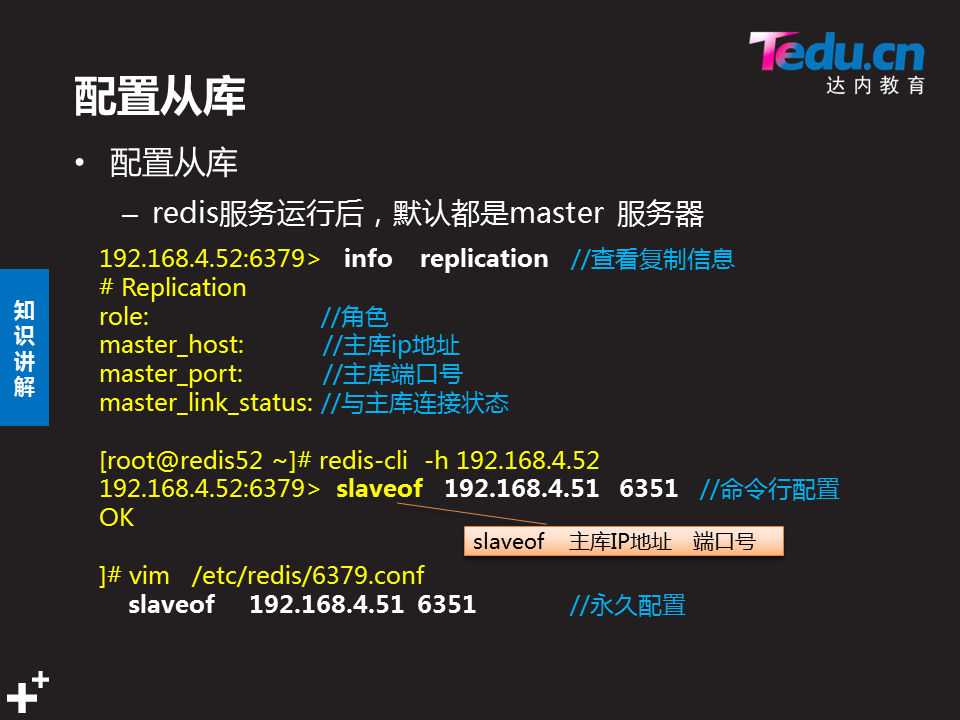 Tedu.cn
达内教育
配置从库
• 配置从库
– redis服务运行后，默认都是master 服务器
192.168.4.52:6379> info replication //查看复制信息
# Replication
role: //角色
master_host: //主库ip地址
master_port: //主库端口号
master_link_status: //与主库连接状态
知识讲解
[root@redis52 ~]# redis-cli -h 192.168.4.52
192.168.4.52:6379> slaveof 192.168.4.51 6351 //命令行配置
OK
slaveof 主库IP地址 端口号
]# vim /etc/redis/6379.conf
slaveof 192.168.4.51 6351 //永久配置